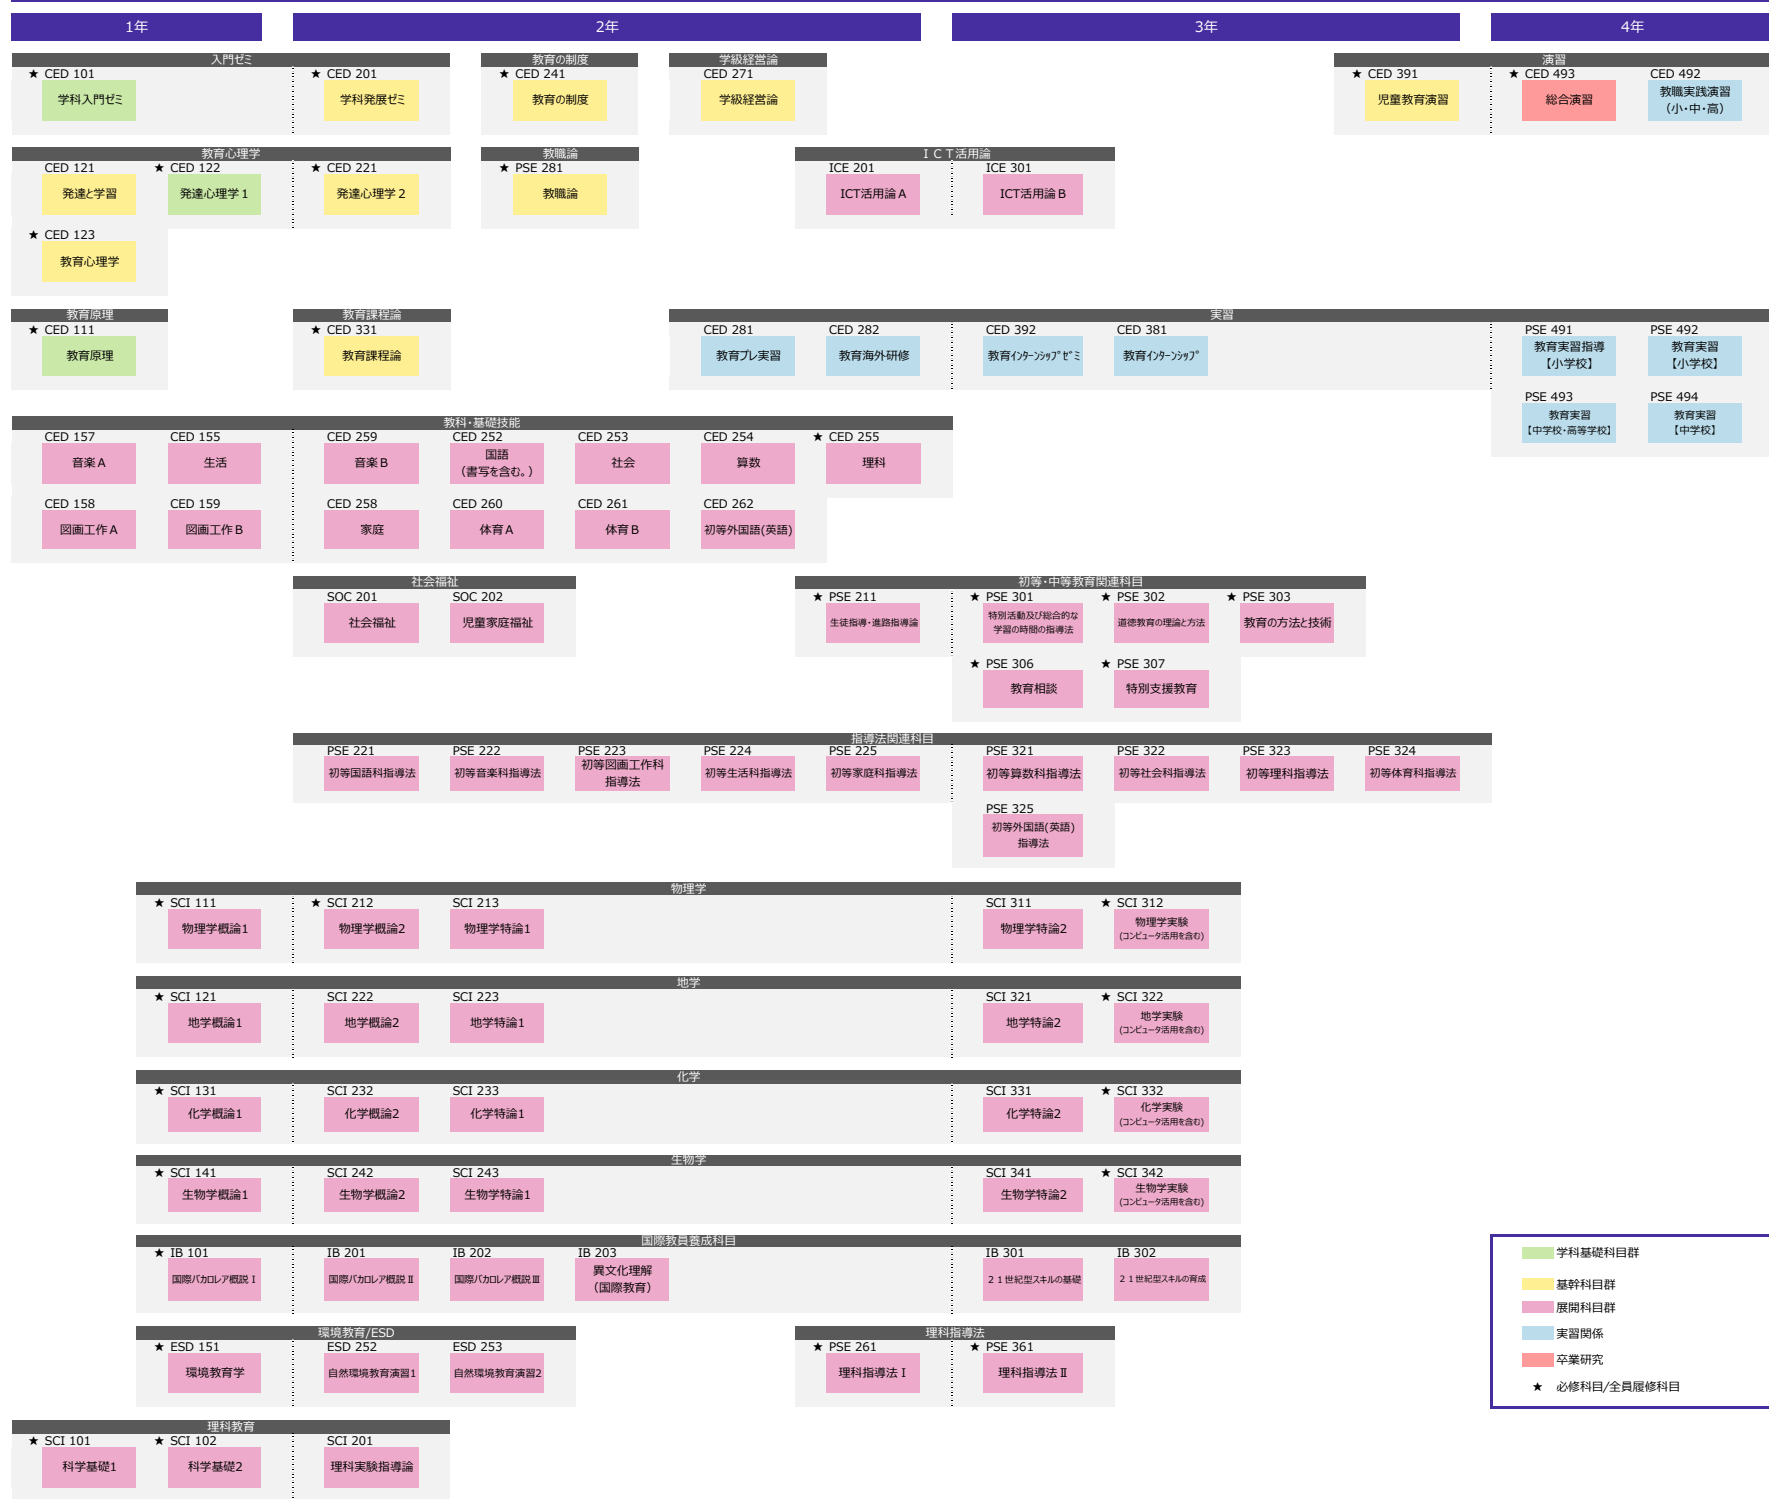 1年
2年
3年
4年
入門ゼミ
教育の制度
学級経営論
演習
★ CED 101
★ CED 201
★ CED 241
CED 271
★ CED 391
★ CED 493
CED 492
学科入門ゼミ
学科発展ゼミ
教育の制度
学級経営論
児童教育演習
総合演習
教職実践演習
（小・中・高）
教育心理学
教職論
ＩＣＴ活用論
CED 121
★ CED 122
★ CED 221
★ PSE 281
ICE 201
ICE 301
発達と学習
発達心理学１
発達心理学２
教職論
ICT活用論Ａ
ICT活用論Ｂ
★ CED 123
教育心理学
教育原理
教育課程論
実習
★ CED 111
★ CED 331
CED 281
CED 282
CED 392
CED 381
PSE 491
PSE 492
教育原理
教育課程論
教育プレ実習
教育海外研修
教育ｲﾝﾀｰﾝｼｯﾌﾟｾﾞﾐ
教育ｲﾝﾀｰﾝｼｯﾌﾟ
教育実習指導
【小学校】
教育実習
【小学校】
PSE 493
PSE 494
教育実習
【中学校・高等学校】
教育実習
【中学校】
教科・基礎技能
CED 157
CED 155
CED 259
CED 252
CED 253
CED 254
★ CED 255
音楽Ａ
生活
音楽Ｂ
国語
（書写を含む。）
社会
算数
理科
CED 158
CED 159
CED 258
CED 260
CED 261
CED 262
図画工作Ａ
図画工作Ｂ
家庭
体育Ａ
体育Ｂ
初等外国語(英語)
社会福祉
初等・中等教育関連科目
SOC 201
SOC 202
★ PSE 211
★ PSE 301
★ PSE 302
★ PSE 303
社会福祉
児童家庭福祉
生徒指導・進路指導論
特別活動及び総合的な
学習の時間の指導法
道徳教育の理論と方法
教育の方法と技術
★ PSE 306
★ PSE 307
教育相談
特別支援教育
指導法関連科目
PSE 221
PSE 222
PSE 223
PSE 224
PSE 225
PSE 321
PSE 322
PSE 323
PSE 324
初等国語科指導法
初等音楽科指導法
初等図画工作科
指導法
初等生活科指導法
初等家庭科指導法
初等算数科指導法
初等社会科指導法
初等理科指導法
初等体育科指導法
PSE 325
初等外国語(英語)
指導法
物理学
★ SCI 111
★ SCI 212
SCI 213
SCI 311
★ SCI 312
物理学概論1
物理学概論2
物理学特論1
物理学特論2
物理学実験
(コンピュータ活用を含む)
地学
★ SCI 121
SCI 222
SCI 223
SCI 321
★ SCI 322
地学概論1
地学概論2
地学特論1
地学特論2
地学実験
(コンピュータ活用を含む)
化学
★ SCI 131
SCI 232
SCI 233
SCI 331
★ SCI 332
化学概論1
化学概論2
化学特論1
化学特論2
化学実験
(コンピュータ活用を含む)
生物学
★ SCI 141
SCI 242
SCI 243
SCI 341
★ SCI 342
生物学概論1
生物学概論2
生物学特論1
生物学特論2
生物学実験
(コンピュータ活用を含む)
国際教員養成科目
★ IB 101
IB 201
IB 202
IB 203
IB 301
IB 302
国際バカロレア概説Ⅰ
国際バカロレア概説Ⅱ
国際バカロレア概説Ⅲ
異文化理解
（国際教育）
２１世紀型スキルの基礎
２１世紀型スキルの育成
学科基礎科目群
基幹科目群
展開科目群
実習関係
卒業研究
★ 必修科目/全員履修科目
環境教育/ESD
理科指導法
★ ESD 151
ESD 252
ESD 253
★ PSE 261
★ PSE 361
環境教育学
自然環境教育演習1
自然環境教育演習2
理科指導法Ⅰ
理科指導法Ⅱ
理科教育
★ SCI 101
★ SCI 102
SCI 201
科学基礎1
科学基礎2
理科実験指導論